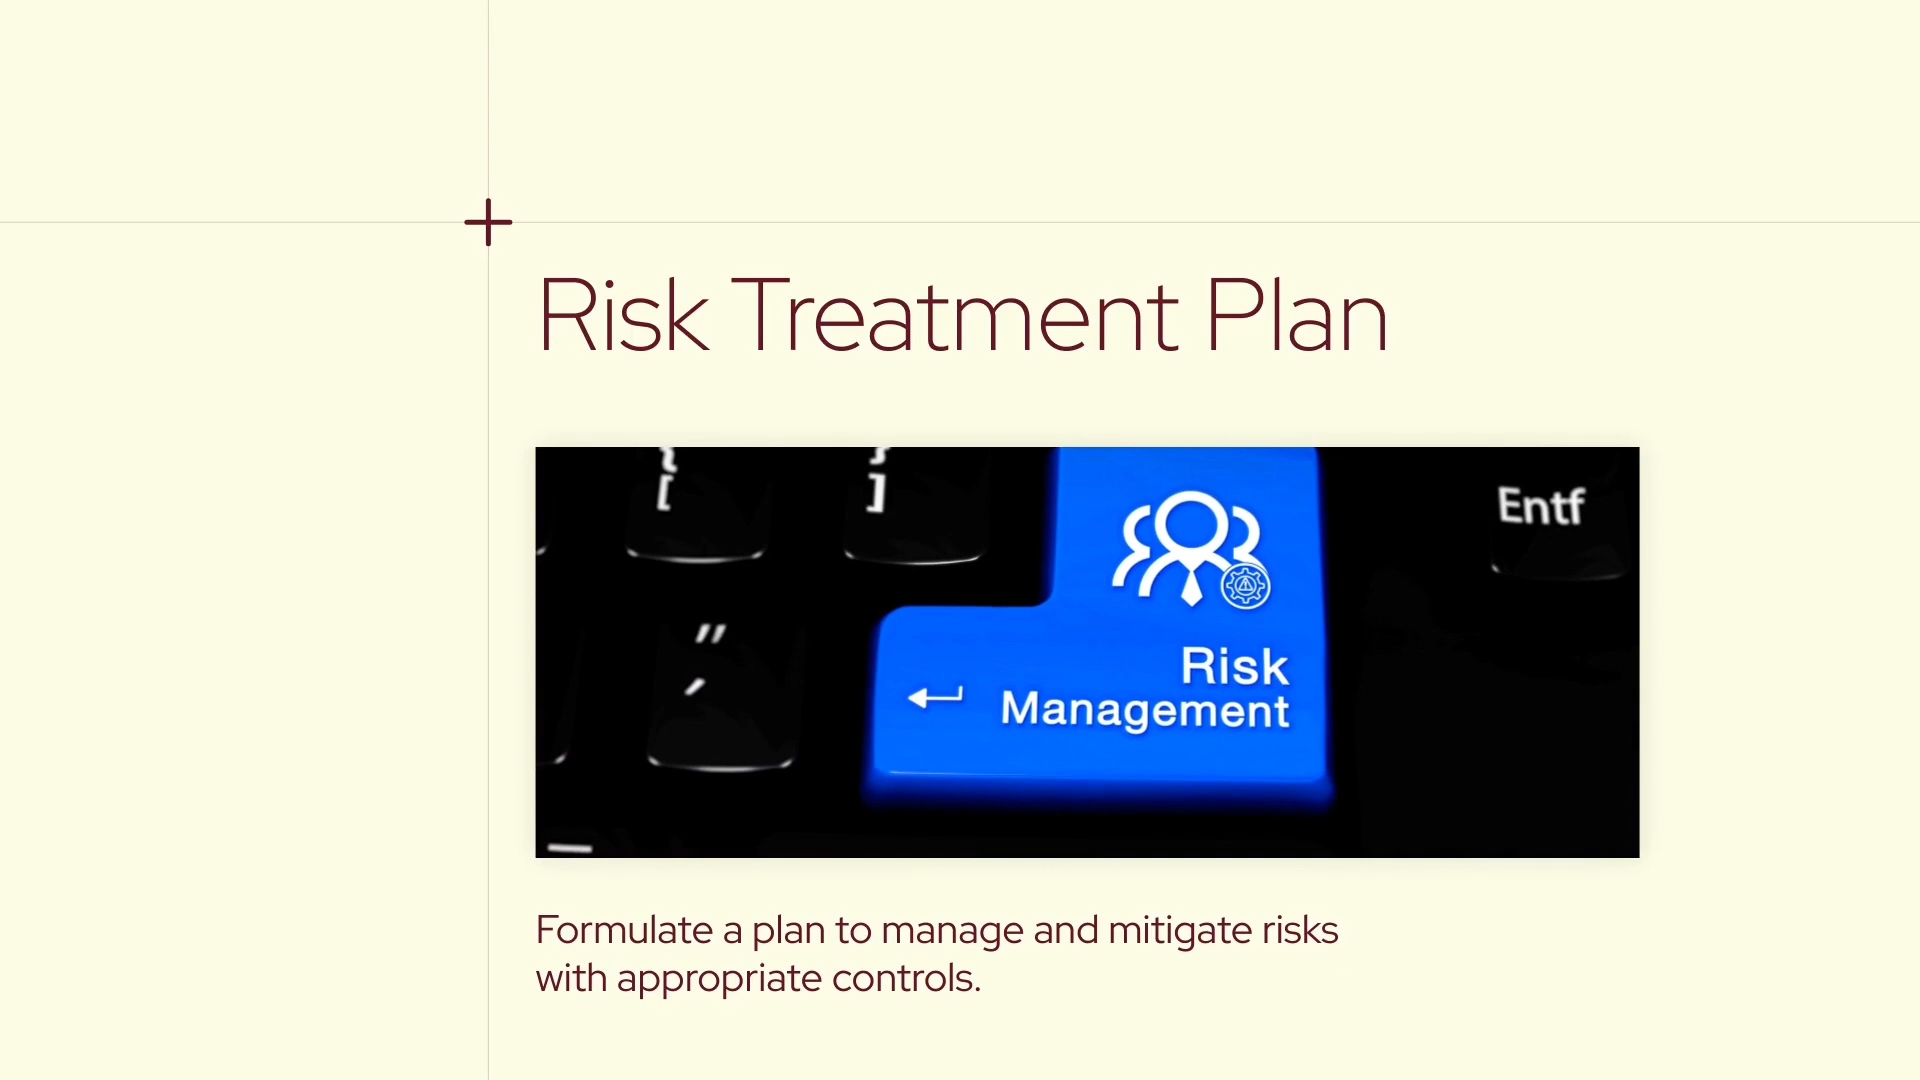 Risk Treatment Plan
{
[
}
]
Entf
"
'
Risk
Management
Formulate a plan to manage and mitigate risks
with appropriate controls.